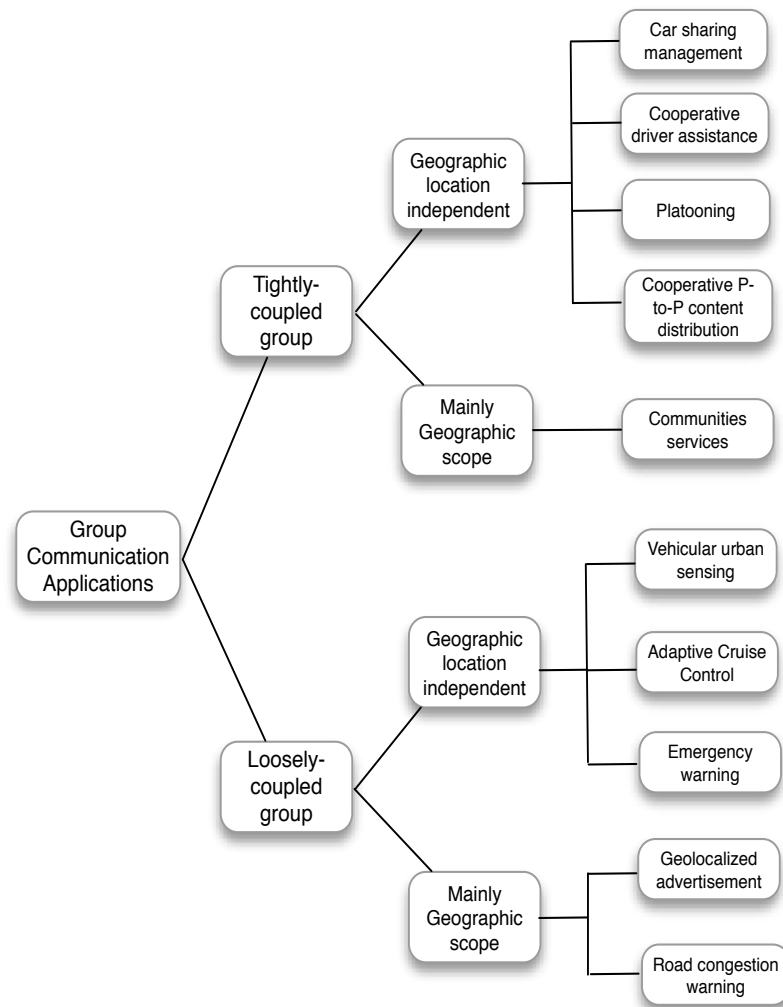 Car sharing
management
Cooperative
driver assistance
Geographic
location
independent
Platooning
Cooperative P-
to-P content
distribution
Tightly-
coupled
group
Mainly
Geographic
scope
Communities
services
Group
Communication
Applications
Vehicular urban
sensing
Geographic
location
independent
Adaptive Cruise
Control
Emergency
warning
Loosely-
coupled
group
Geolocalized
advertisement
Mainly
Geographic
scope
Road congestion
warning